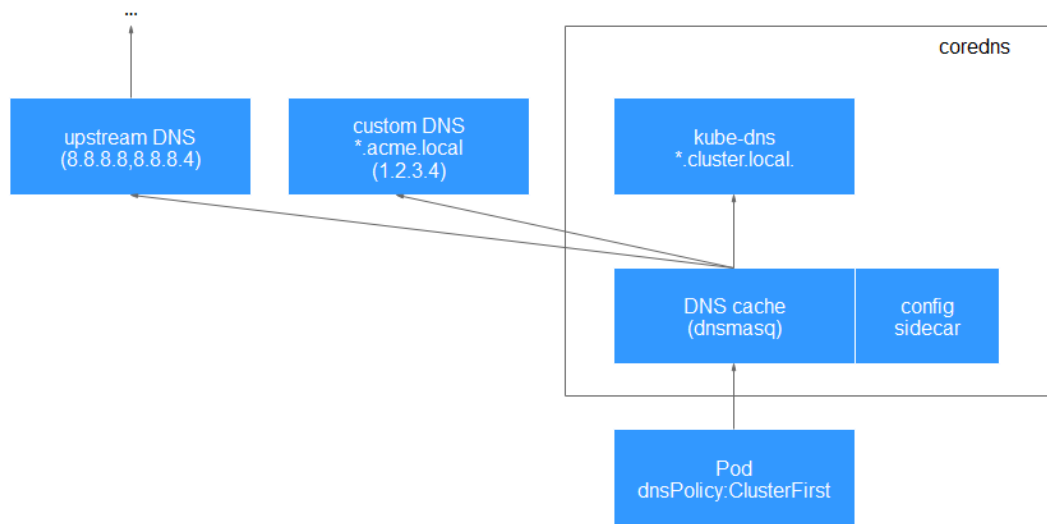 ...
coredns
upstream DNS
(8.8.8.8,8.8.8.4)
custom DNS
*.acme.local
(1.2.3.4)
kube-dns
*.cluster.local.
DNS cache
(dnsmasq)
config
sidecar
Pod
dnsPolicy:ClusterFirst